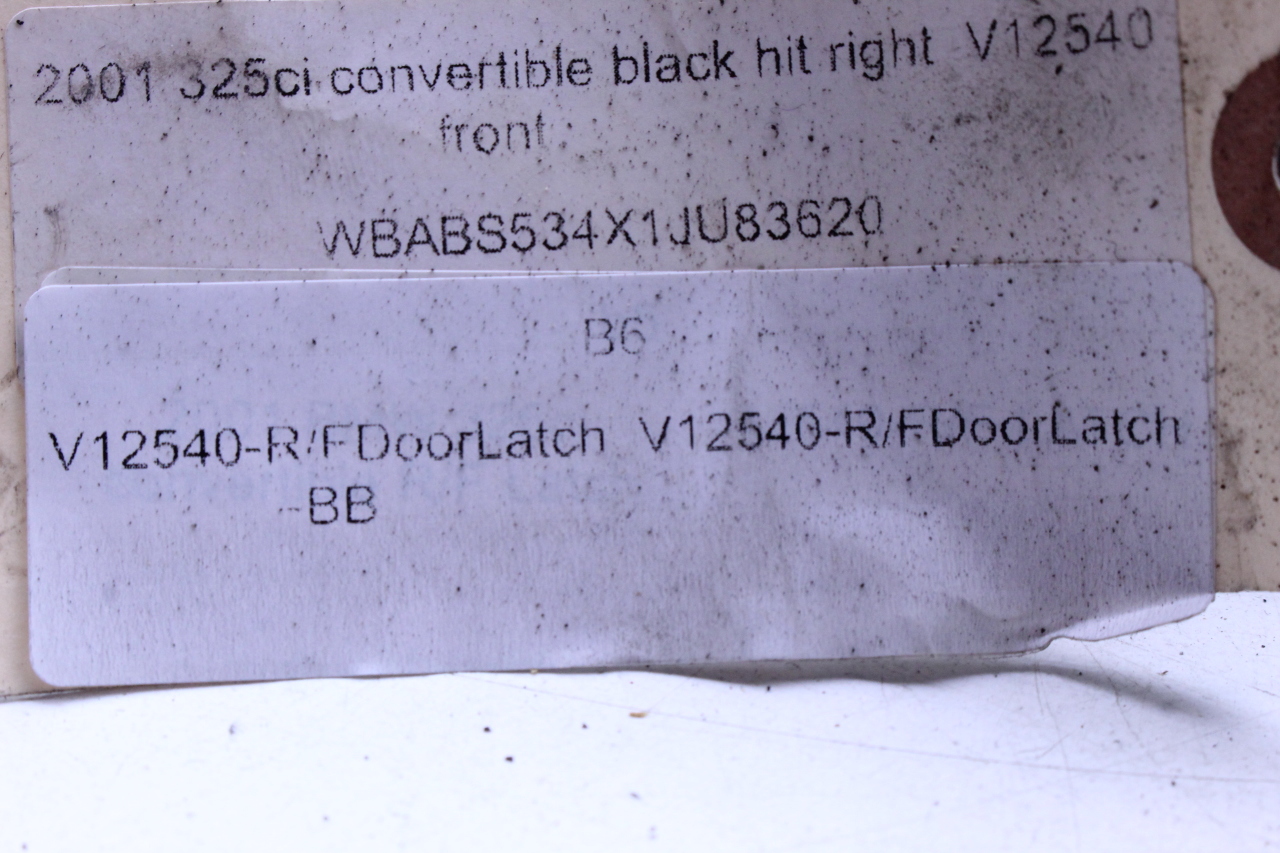 2001 325ci convertible black hit right V12540
front
WBABS534X1JU83620
B6
V12540-R/FDoorLatch V12540-R/FDoorLatch
-BB